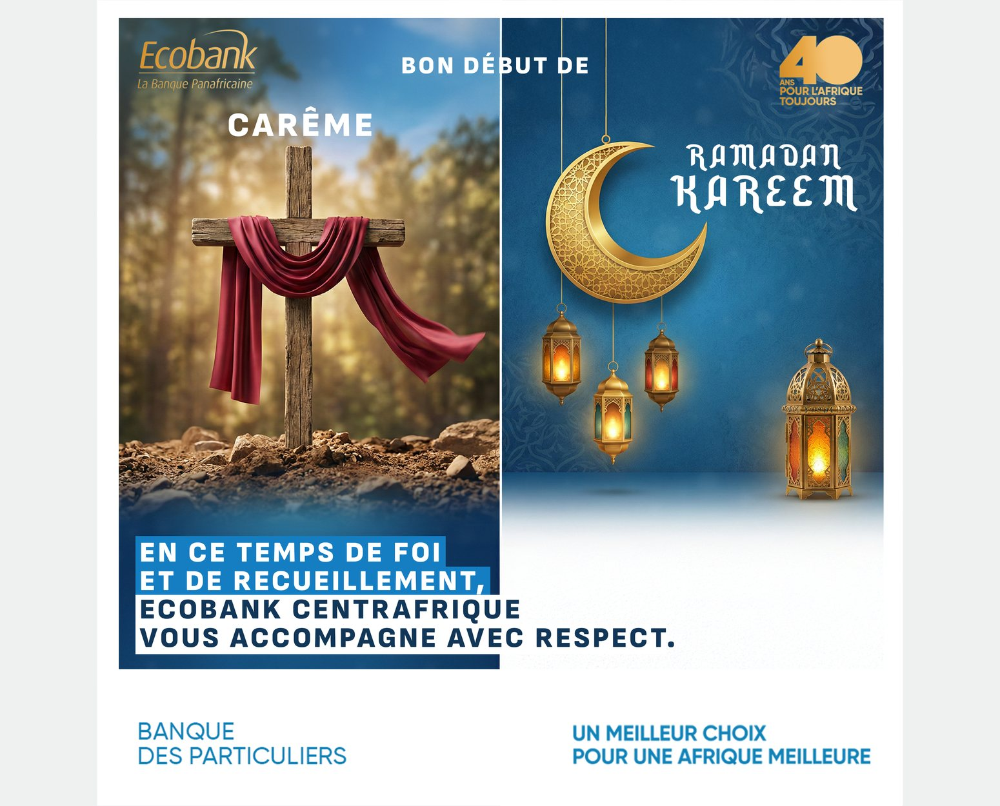 Ecobank
La Banque Panafricaine
BON DÉBUT DE
40
ANS
POUR L'AFRIQUE
TOUJOURS
CARÊME
RAMADAN
KAREEM
EN CE TEMPS DE FOI
ET DE RECUEILLEMENT,
ECOBANK CENTRAFRIQUE
VOUS ACCOMPAGNE AVEC RESPECT.
BANQUE
DES PARTICULIERS
UN MEILLEUR CHOIX
POUR UNE AFRIQUE MEILLEURE